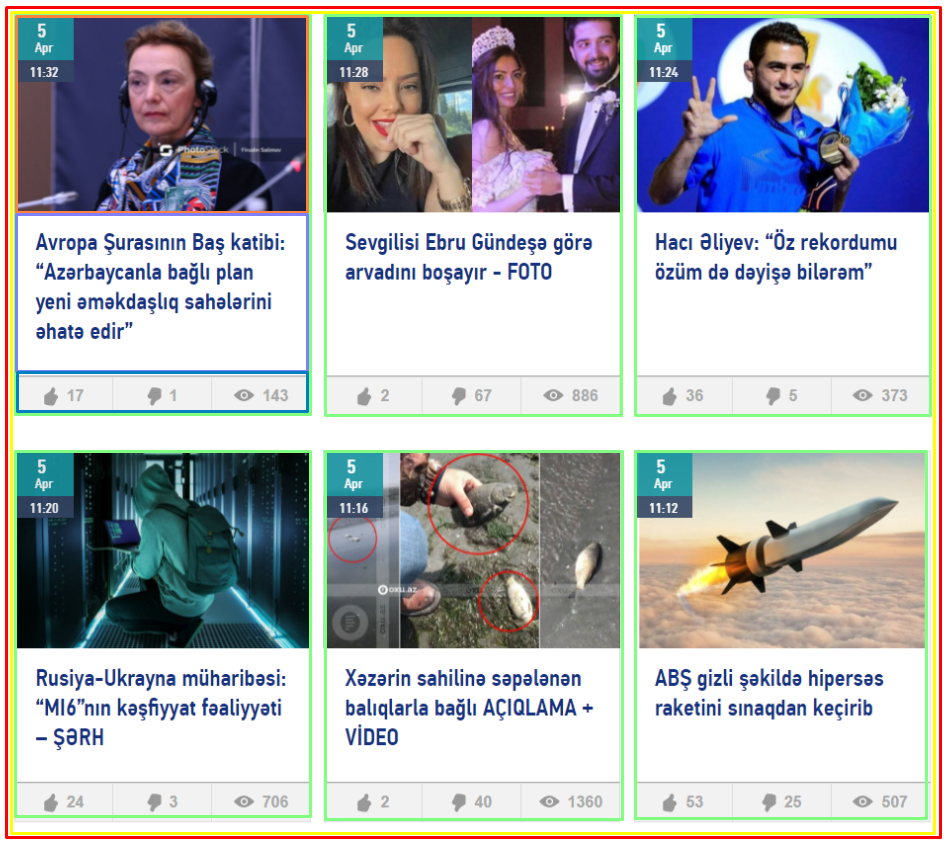 5
Apr
11:32
PhotoStock | Firudin Salimov
Avropa Şurasının Baş katibi:
“Azərbaycanla bağlı plan
yeni əməkdaşlıq sahələrini
əhatə edir”
17 1 143
5
Apr
11:28
Sevgilisi Ebru Gündeşə görə
arvadını boşayır - FOTO
2 67 886
5
Apr
11:24
umbro
Hacı Əliyev: “Öz rekordumu
özüm də dəyişə bilərəm”
36 5 373
5
Apr
11:20
Rusiya-Ukrayna müharibəsi:
“MI6”nın kəşfiyyat fəaliyyəti
– ŞƏRH
24 3 706
5
Apr
11:16
oxu.az
Xəzərin sahilinə səpələnən
balıqlarla bağlı AÇIQLAMA +
VİDEO
2 40 1360
5
Apr
11:12
ABŞ gizli şəkildə hipersəs
raketini sınaqdan keçirib
53 25 507